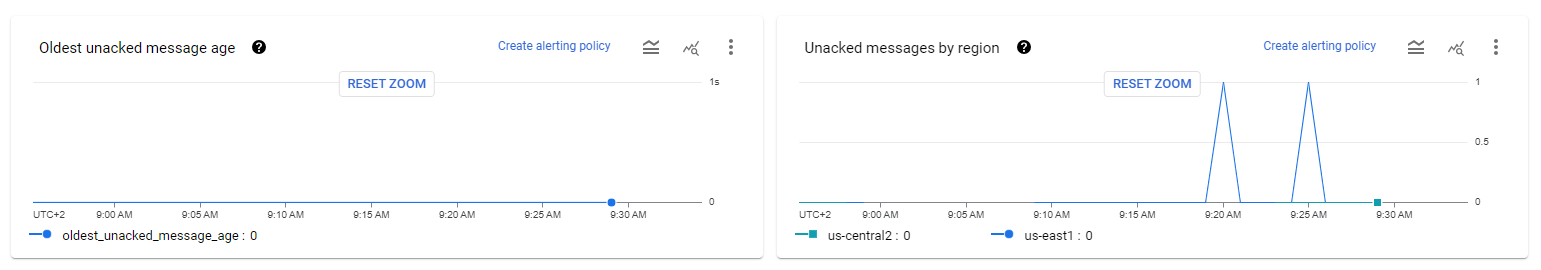 Oldest unacked message age ? Create alerting policy
RESET ZOOM
1s
0
UTC+2 9:00 AM 9:05 AM 9:10 AM 9:15 AM 9:20 AM 9:25 AM 9:30 AM
oldest_unacked_message_age : 0
Unacked messages by region ? Create alerting policy
RESET ZOOM
1
0.5
0
UTC+2 9:00 AM 9:05 AM 9:10 AM 9:15 AM 9:20 AM 9:25 AM 9:30 AM
us-central2 : 0 us-east1 : 0